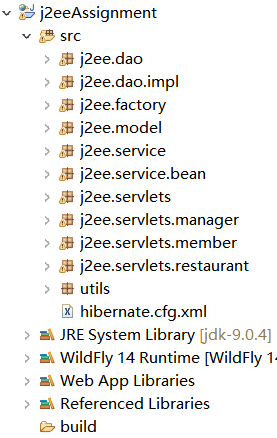 j2eeAssignment
src
j2ee.dao
j2ee.dao.impl
j2ee.factory
j2ee.model
j2ee.service
j2ee.service.bean
j2ee.servlets
j2ee.servlets.manager
j2ee.servlets.member
j2ee.servlets.restaurant
utils
hibernate.cfg.xml
JRE System Library [jdk-9.0.4]
WildFly 14 Runtime [WildFly 14
Web App Libraries
Referenced Libraries
build